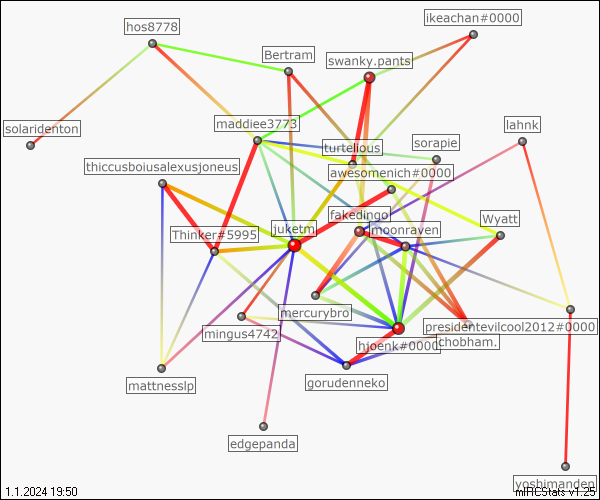 ikeachan#0000
hos8778
Bertram
swanky.pants
solaridenton
maddiee3773
lahnk
sorapie
turtelious
thiccusboiusalexusjoneus
awesomenich#0000
fakedingo
Wyatt
juketm
moonraven
Thinker#5995
mercurybro
presidentevilcool2012#0000
mingus4742
hjoenk#0000
chobham.
mattnesslp
gorudenneko
edgepanda
yoshimanden
1.1.2024 19:50
mIRCStats v1.25